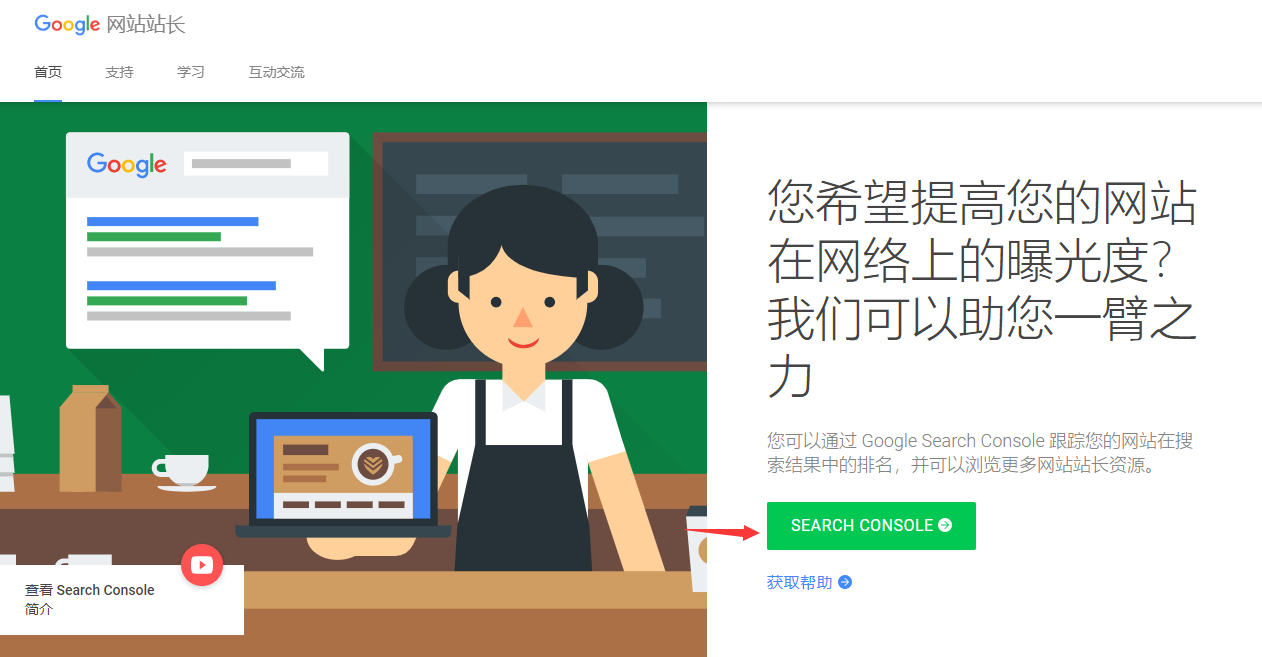 Google 网站站长
首页 支持 学习 互动交流
Google
您希望提高您的网站
在网络上的曝光度？
我们可以助您一臂之
力
您可以通过 Google Search Console 跟踪您的网站在搜
索结果中的排名，并可以浏览更多网站站长资源。
SEARCH CONSOLE
获取帮助
查看 Search Console
简介